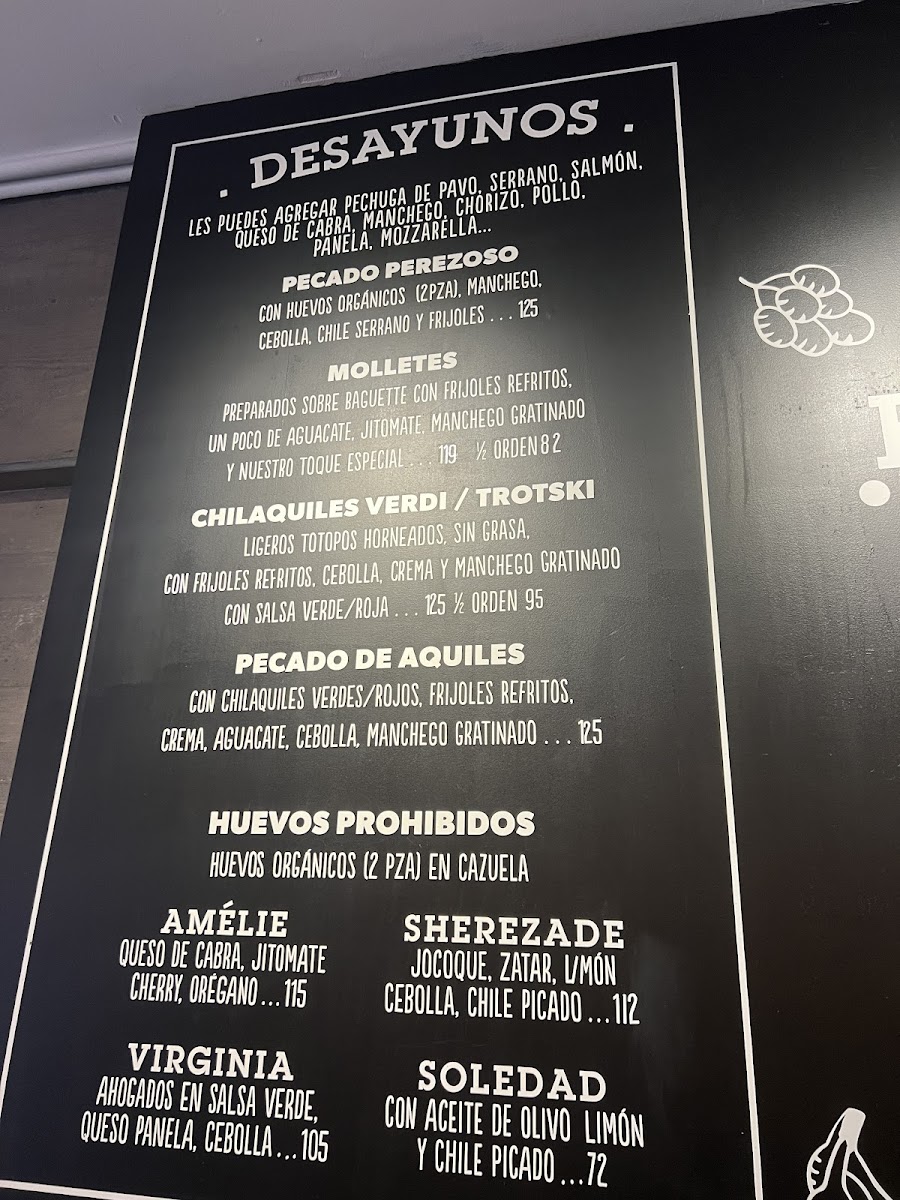 . DESAYUNOS .
LES PUEDES AGREGAR PECHUGA DE PAVO, SERRANO, SALMÓN,
QUESO DE CABRA, MANCHEGO, CHORIZO, POLLO,
PANELA, MOZZARELLA...
PECADO PEREZOSO
CON HUEVOS ORGÁNICOS (2PZA), MANCHEGO,
CEBOLLA, CHILE SERRANO Y FRIJOLES . . . 125
MOLLETES
PREPARADOS SOBRE BAGUETTE CON FRIJOLES REFRITOS,
UN POCO DE AGUACATE, JITOMATE, MANCHEGO GRATINADO
Y NUESTRO TOQUE ESPECIAL . . . 119 ½ ORDEN 82
CHILAQUILES VERDI / TROTSKI
LIGEROS TOTOPOS HORNEADOS, SIN GRASA,
CON FRIJOLES REFRITOS, CEBOLLA, CREMA Y MANCHEGO GRATINADO
CON SALSA VERDE/ROJA . . . 125 ½ ORDEN 95
PECADO DE AQUILES
CON CHILAQUILES VERDES/ROJOS, FRIJOLES REFRITOS,
CREMA, AGUACATE, CEBOLLA, MANCHEGO GRATINADO . . . 125
HUEVOS PROHIBIDOS
HUEVOS ORGÁNICOS (2 PZA) EN CAZUELA
AMÉLIE
QUESO DE CABRA, JITOMATE
CHERRY, ORÉGANO . . . 115
SHEREZADE
JOCOQUE, ZATAR, LIMÓN
CEBOLLA, CHILE PICADO . . . 112
VIRGINIA
AHOGADOS EN SALSA VERDE,
QUESO PANELA, CEBOLLA . . . 105
SOLEDAD
CON ACEITE DE OLIVO LIMÓN
Y CHILE PICADO . . . 72